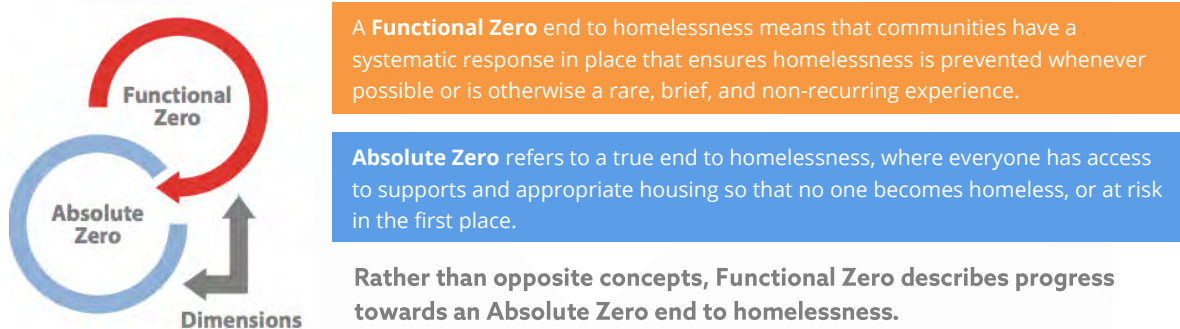 Functional
Zero
Absolute
Zero
Dimensions
A Functional Zero end to homelessness means that communities have a
systematic response in place that ensures homelessness is prevented whenever
possible or is otherwise a rare, brief, and non-recurring experience.
Absolute Zero refers to a true end to homelessness, where everyone has access
to supports and appropriate housing so that no one becomes homeless, or at risk
in the first place.
Rather than opposite concepts, Functional Zero describes progress
towards an Absolute Zero end to homelessness.